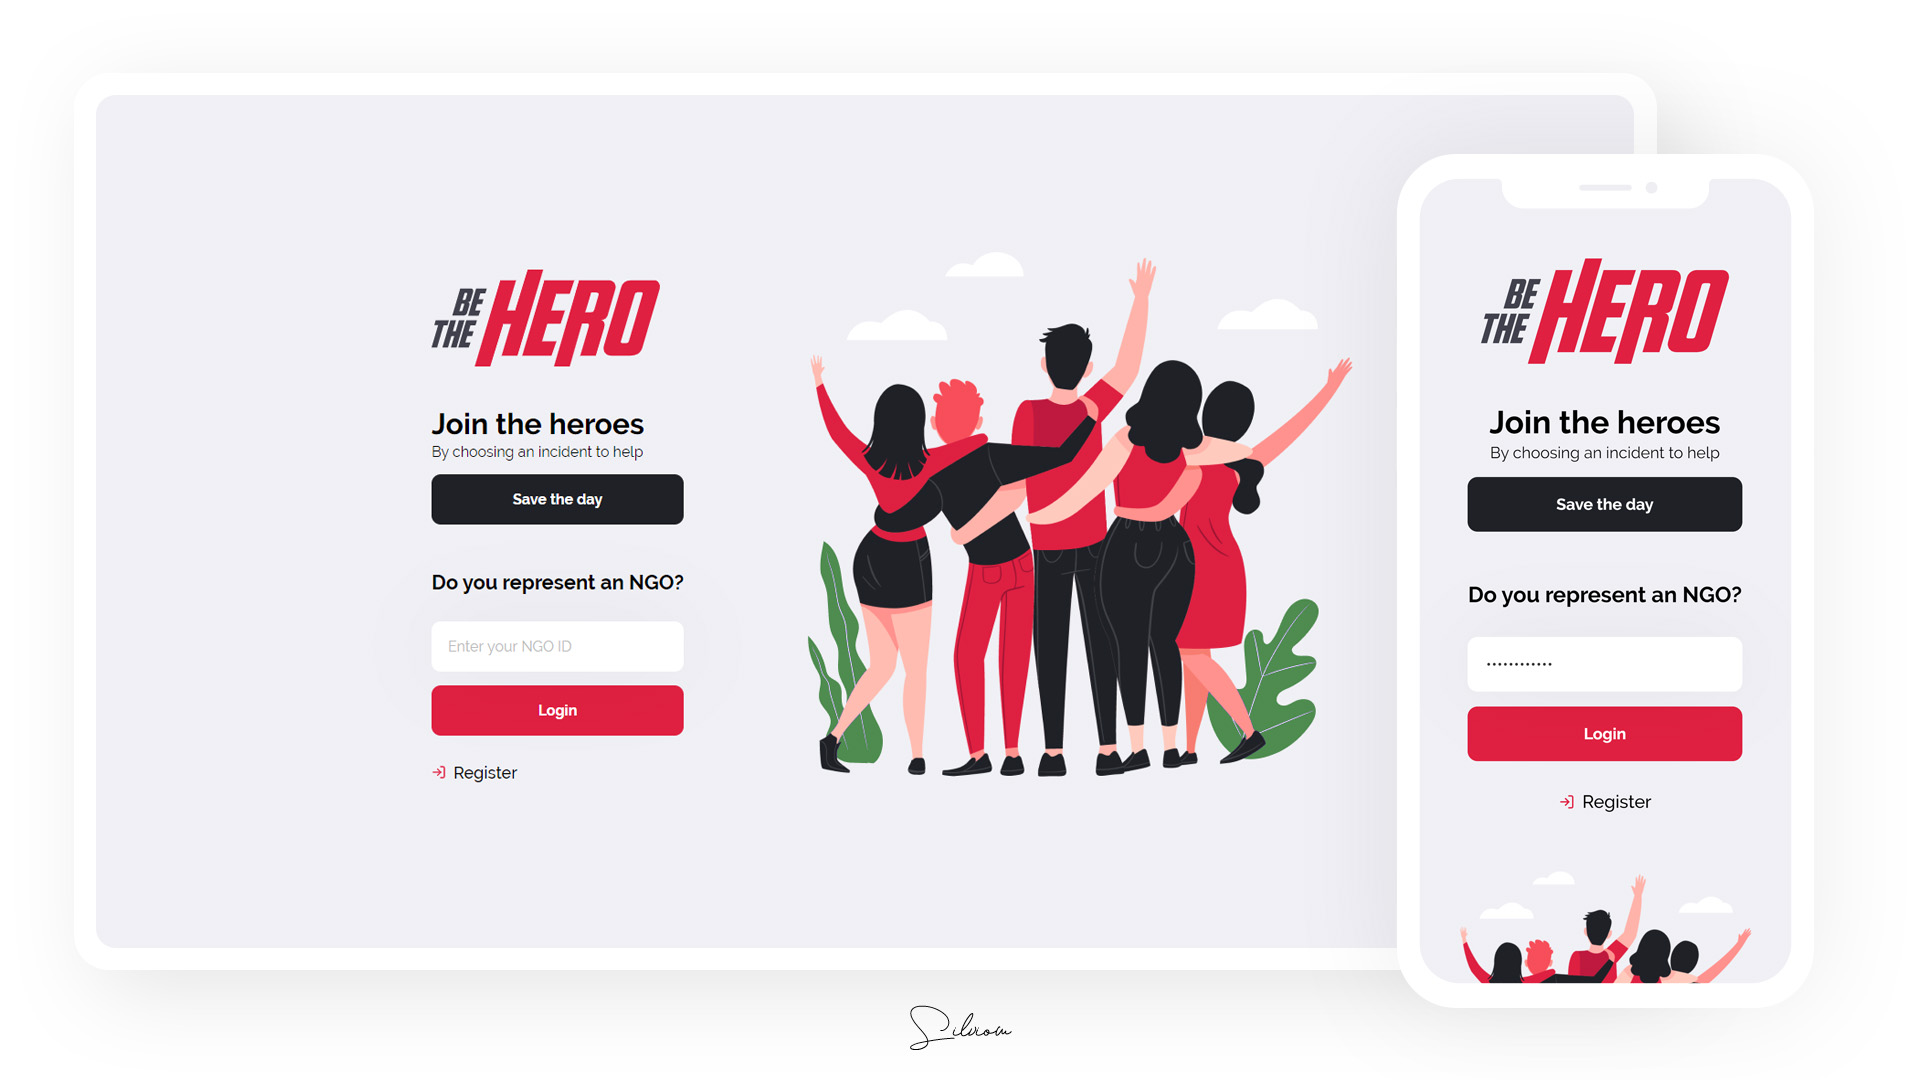 BE
THE
HERO
Join the heroes
By choosing an incident to help
Save the day
Do you represent an NGO?
Enter your NGO ID
Login
Register
BE
THE
HERO
Join the heroes
By choosing an incident to help
Save the day
Do you represent an NGO?
••••••••••••
Login
Register
Silviom